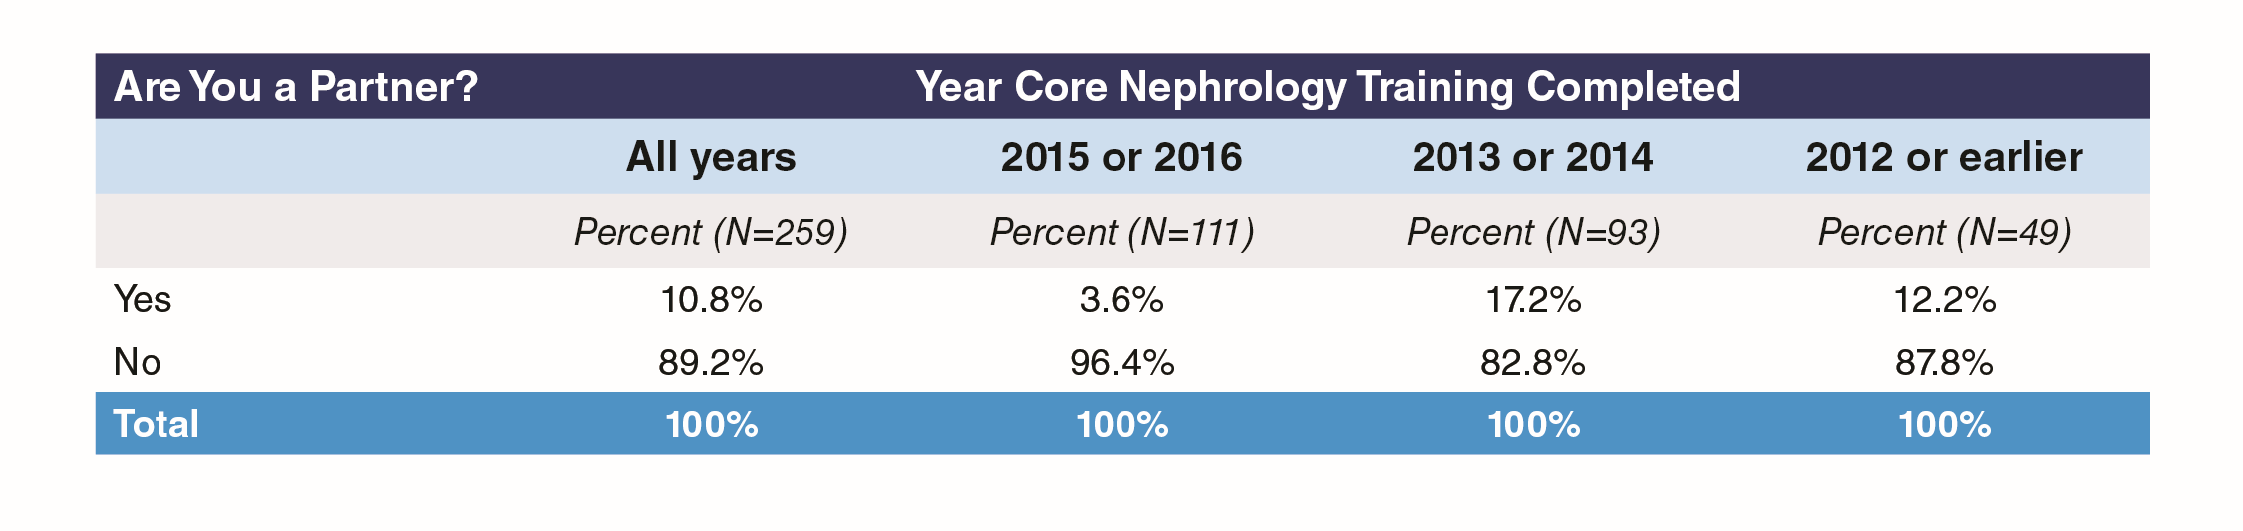 Are You a Partner? Year Core Nephrology Training Completed
All years 2015 or 2016 2013 or 2014 2012 or earlier
Percent (N=259) Percent (N=111) Percent (N=93) Percent (N=49)
Yes 10.8% 3.6% 17.2% 12.2%
No 89.2% 96.4% 82.8% 87.8%
Total 100% 100% 100% 100%